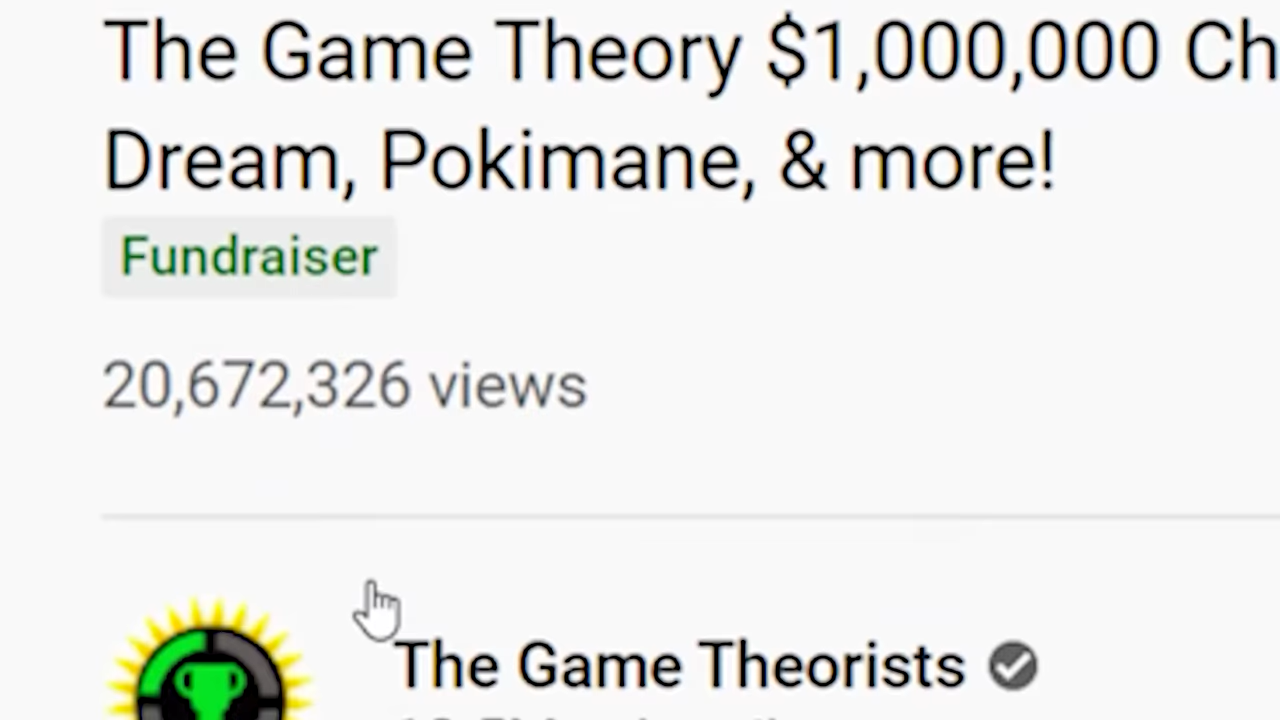 The Game Theory $1,000,000 Ch
Dream, Pokimane, & more!
Fundraiser
20,672,326 views
The Game Theorists